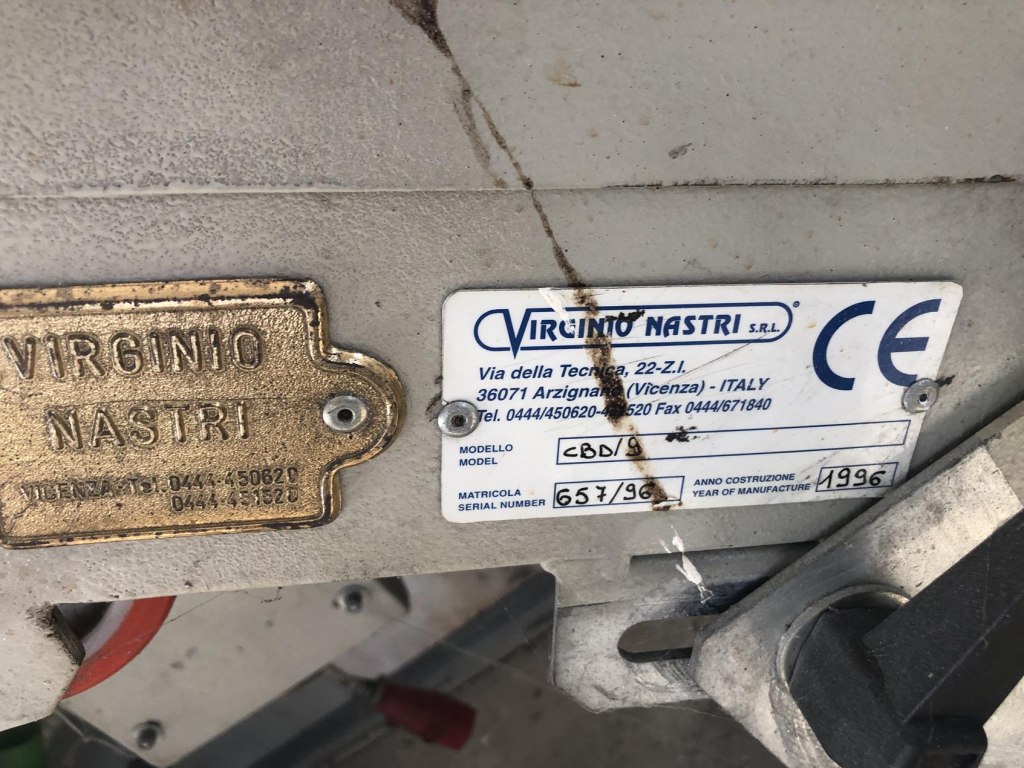 VIRGINIO
NASTRI
VICENZA-Tel.0444-450620
0444-451520
VIRGINIO NASTRI S.R.L.
CE
Via della Tecnica, 22-Z.I.
36071 Arzignano (Vicenza) - ITALY
Tel. 0444/450620-451520 Fax 0444/671840
MODELLO
MODEL
CBD/9
MATRICOLA
SERIAL NUMBER
657/96
ANNO COSTRUZIONE
YEAR OF MANUFACTURE
1996